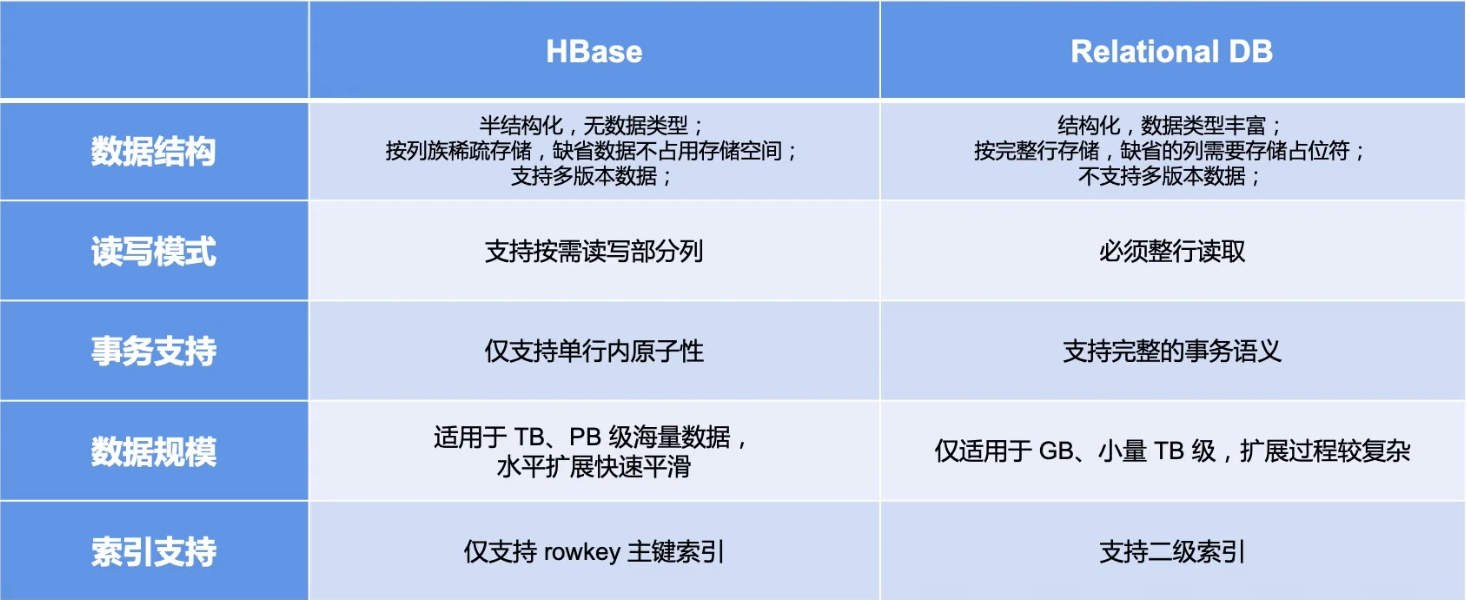 HBase
Relational DB
数据结构
半结构化，无数据类型；
按列族稀疏存储，缺省数据不占用存储空间；
支持多版本数据；
结构化，数据类型丰富；
按完整行存储，缺省的列需要存储占位符；
不支持多版本数据；
读写模式
支持按需读写部分列
必须整行读取
事务支持
仅支持单行内原子性
支持完整的事务语义
数据规模
适用于 TB、PB 级海量数据，
水平扩展快速平滑
仅适用于 GB、小量 TB 级，扩展过程较复杂
索引支持
仅支持 rowkey 主键索引
支持二级索引